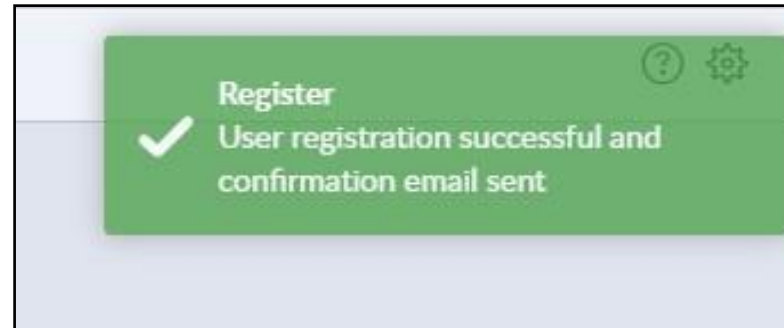 Register
User registration successful and
confirmation email sent